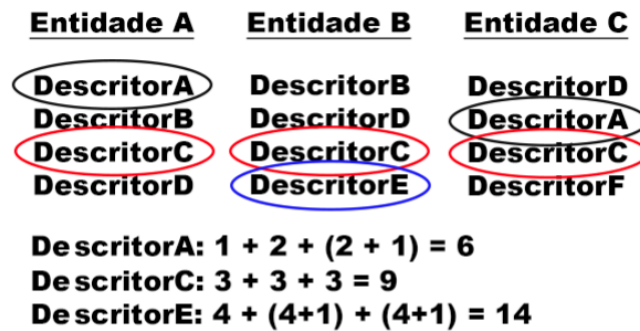 Entidade A Entidade B Entidade C
DescritorA DescritorB DescritorD
DescritorB DescritorD DescritorA
DescritorC DescritorC DescritorC
DescritorD DescritorE DescritorF
DescritorA: 1 + 2 + (2 + 1) = 6
DescritorC: 3 + 3 + 3 = 9
DescritorE: 4 + (4+1) + (4+1) = 14